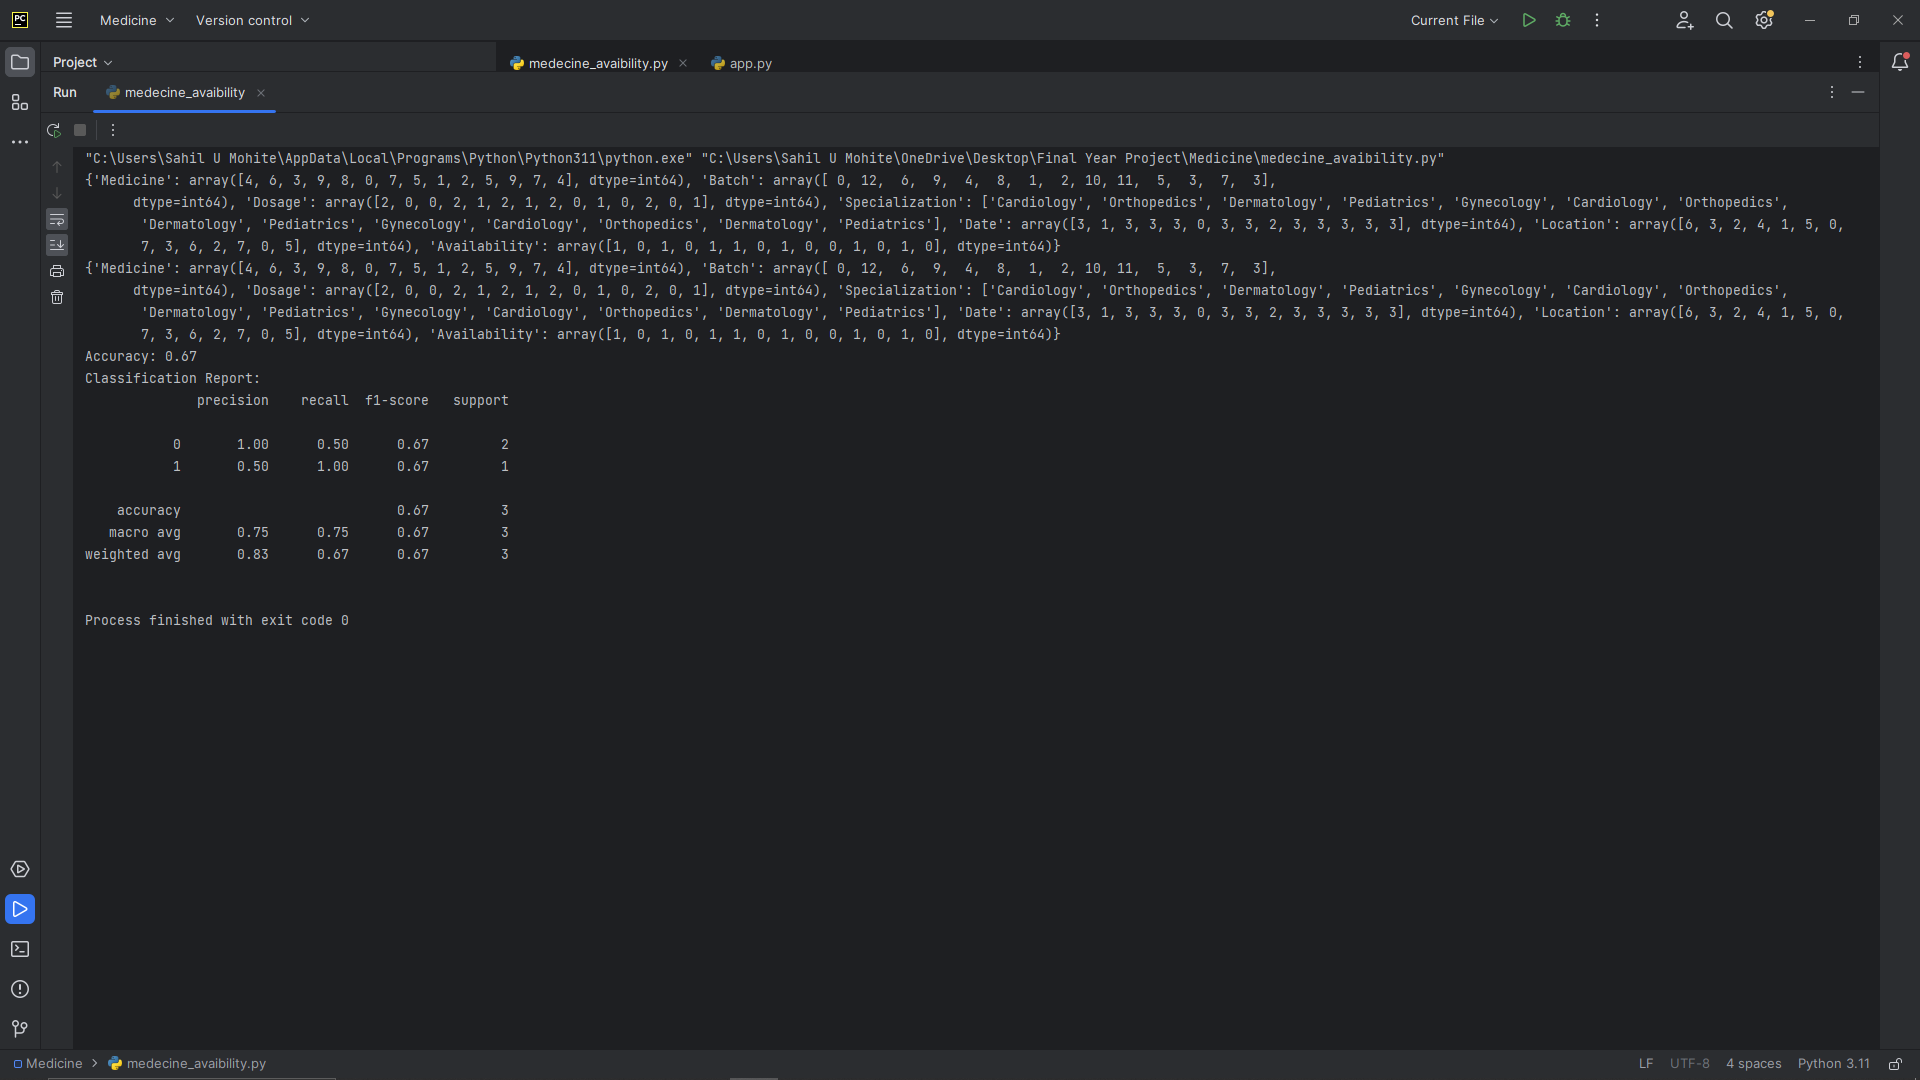 PC Medicine Version control Current File
Project medecine_avaibility.py app.py
Run medecine_avaibility
"C:\Users\Sahil U Mohite\AppData\Local\Programs\Python\Python311\python.exe" "C:\Users\Sahil U Mohite\OneDrive\Desktop\Final Year Project\Medicine\medecine_avaibility.py"
{'Medicine': array([4, 6, 3, 9, 8, 0, 7, 5, 1, 2, 5, 9, 7, 4], dtype=int64), 'Batch': array([ 0, 12,  6,  9,  4,  8,  1,  2, 10, 11,  5,  3,  7,  3],
dtype=int64), 'Dosage': array([2, 0, 0, 2, 1, 2, 1, 2, 0, 1, 0, 2, 0, 1], dtype=int64), 'Specialization': ['Cardiology', 'Orthopedics', 'Dermatology', 'Pediatrics', 'Gynecology', 'Cardiology', 'Orthopedics',
'Dermatology', 'Pediatrics', 'Gynecology', 'Cardiology', 'Orthopedics', 'Dermatology', 'Pediatrics'], 'Date': array([3, 1, 3, 3, 3, 0, 3, 3, 2, 3, 3, 3, 3, 3], dtype=int64), 'Location': array([6, 3, 2, 4, 1, 5, 0,
7, 3, 6, 2, 7, 0, 5], dtype=int64), 'Availability': array([1, 0, 1, 0, 1, 1, 0, 1, 0, 0, 1, 0, 1, 0], dtype=int64)}
{'Medicine': array([4, 6, 3, 9, 8, 0, 7, 5, 1, 2, 5, 9, 7, 4], dtype=int64), 'Batch': array([ 0, 12,  6,  9,  4,  8,  1,  2, 10, 11,  5,  3,  7,  3],
dtype=int64), 'Dosage': array([2, 0, 0, 2, 1, 2, 1, 2, 0, 1, 0, 2, 0, 1], dtype=int64), 'Specialization': ['Cardiology', 'Orthopedics', 'Dermatology', 'Pediatrics', 'Gynecology', 'Cardiology', 'Orthopedics',
'Dermatology', 'Pediatrics', 'Gynecology', 'Cardiology', 'Orthopedics', 'Dermatology', 'Pediatrics'], 'Date': array([3, 1, 3, 3, 3, 0, 3, 3, 2, 3, 3, 3, 3, 3], dtype=int64), 'Location': array([6, 3, 2, 4, 1, 5, 0,
7, 3, 6, 2, 7, 0, 5], dtype=int64), 'Availability': array([1, 0, 1, 0, 1, 1, 0, 1, 0, 0, 1, 0, 1, 0], dtype=int64)}
Accuracy: 0.67
Classification Report:
precision recall f1-score support
0 1.00 0.50 0.67 2
1 0.50 1.00 0.67 1
accuracy 0.67 3
macro avg 0.75 0.75 0.67 3
weighted avg 0.83 0.67 0.67 3
Process finished with exit code 0
Medicine > medecine_avaibility.py LF UTF-8 4 spaces Python 3.11